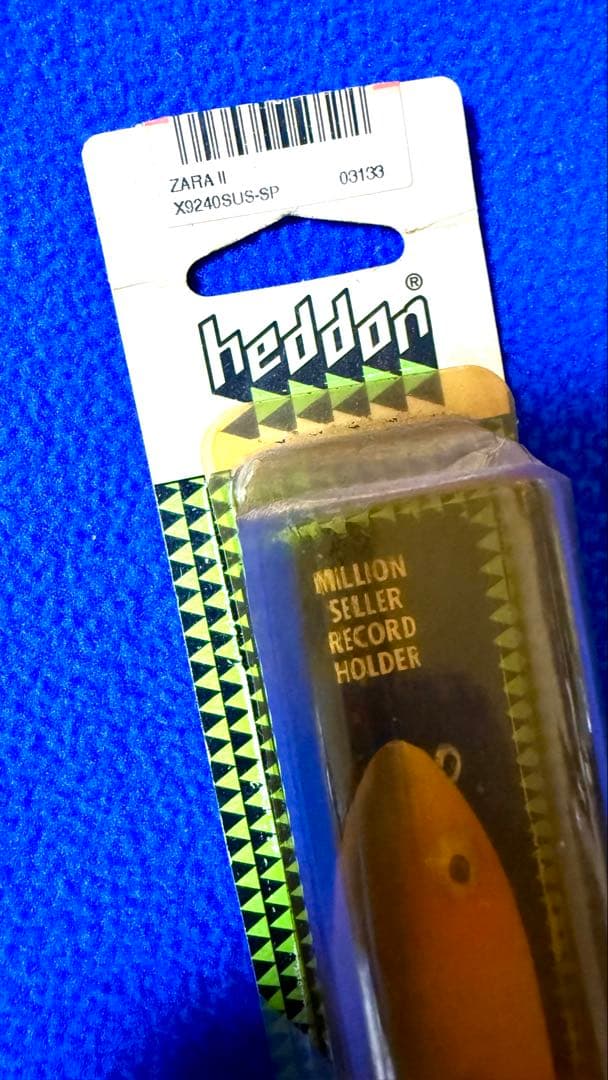 ZARA II
X9240SUS-SP 03133
heddon®
MILLION
SELLER
RECORD
HOLDER